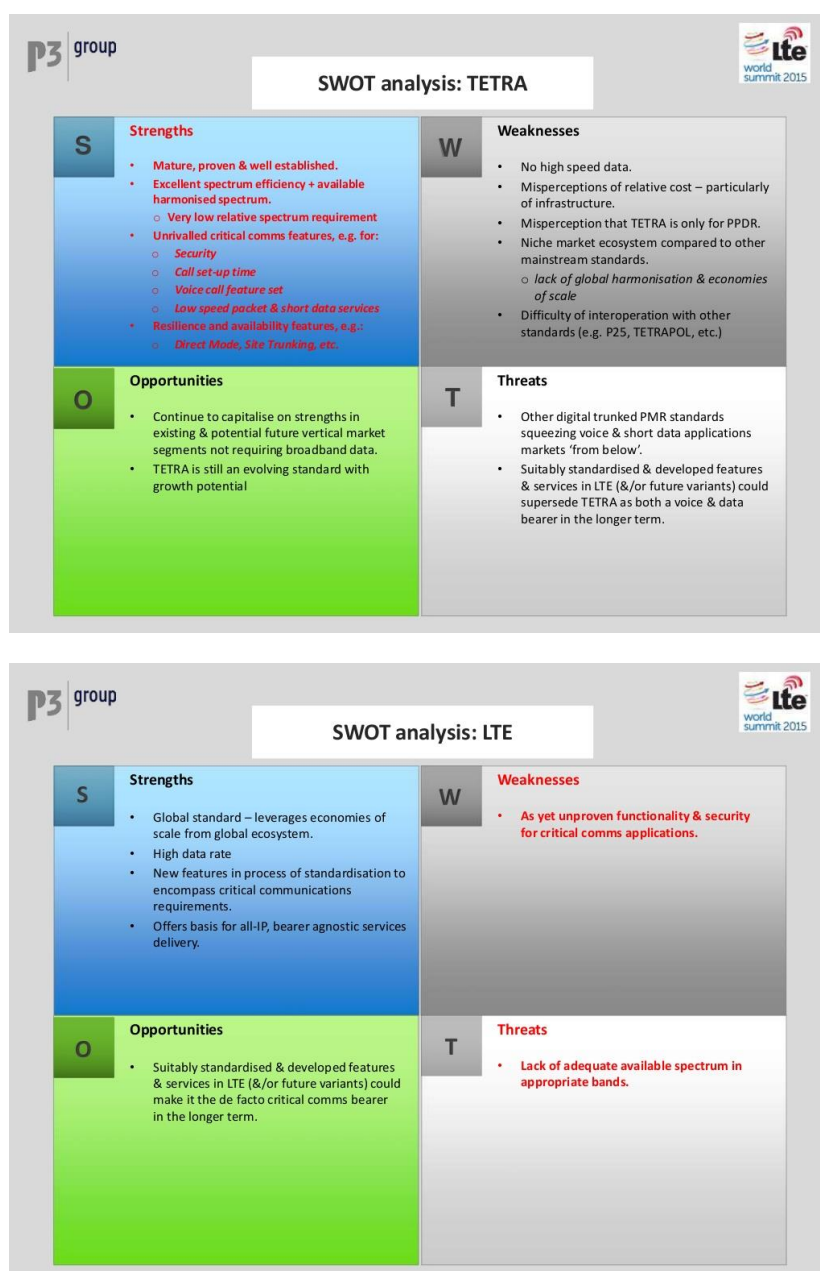 P3 group
lte
world
summit 2015
SWOT analysis: TETRA
S
Strengths
• Mature, proven & well established.
• Excellent spectrum efficiency + available
harmonised spectrum.
o Very low relative spectrum requirement
• Unrivalled critical comms features, e.g. for:
o Security
o Call set-up time
o Voice call feature set
o Low speed packet & short data services
• Resilience and availability features, e.g.:
o Direct Mode, Site Trunking, etc.
W
Weaknesses
• No high speed data.
• Misperceptions of relative cost – particularly
of infrastructure.
• Misperception that TETRA is only for PPDR.
• Niche market ecosystem compared to other
mainstream standards.
o lack of global harmonisation & economies
of scale
• Difficulty of interoperation with other
standards (e.g. P25, TETRAPOL, etc.)
O
Opportunities
• Continue to capitalise on strengths in
existing & potential future vertical market
segments not requiring broadband data.
• TETRA is still an evolving standard with
growth potential
T
Threats
• Other digital trunked PMR standards
squeezing voice & short data applications
markets ‘from below’.
• Suitably standardised & developed features
& services in LTE (&/or future variants) could
supersede TETRA as both a voice & data
bearer in the longer term.
P3 group
lte
world
summit 2015
SWOT analysis: LTE
S
Strengths
• Global standard – leverages economies of
scale from global ecosystem.
• High data rate
• New features in process of standardisation to
encompass critical communications
requirements.
• Offers basis for all-IP, bearer agnostic services
delivery.
W
Weaknesses
• As yet unproven functionality & security
for critical comms applications.
O
Opportunities
• Suitably standardised & developed features
& services in LTE (&/or future variants) could
make it the de facto critical comms bearer
in the longer term.
T
Threats
• Lack of adequate available spectrum in
appropriate bands.